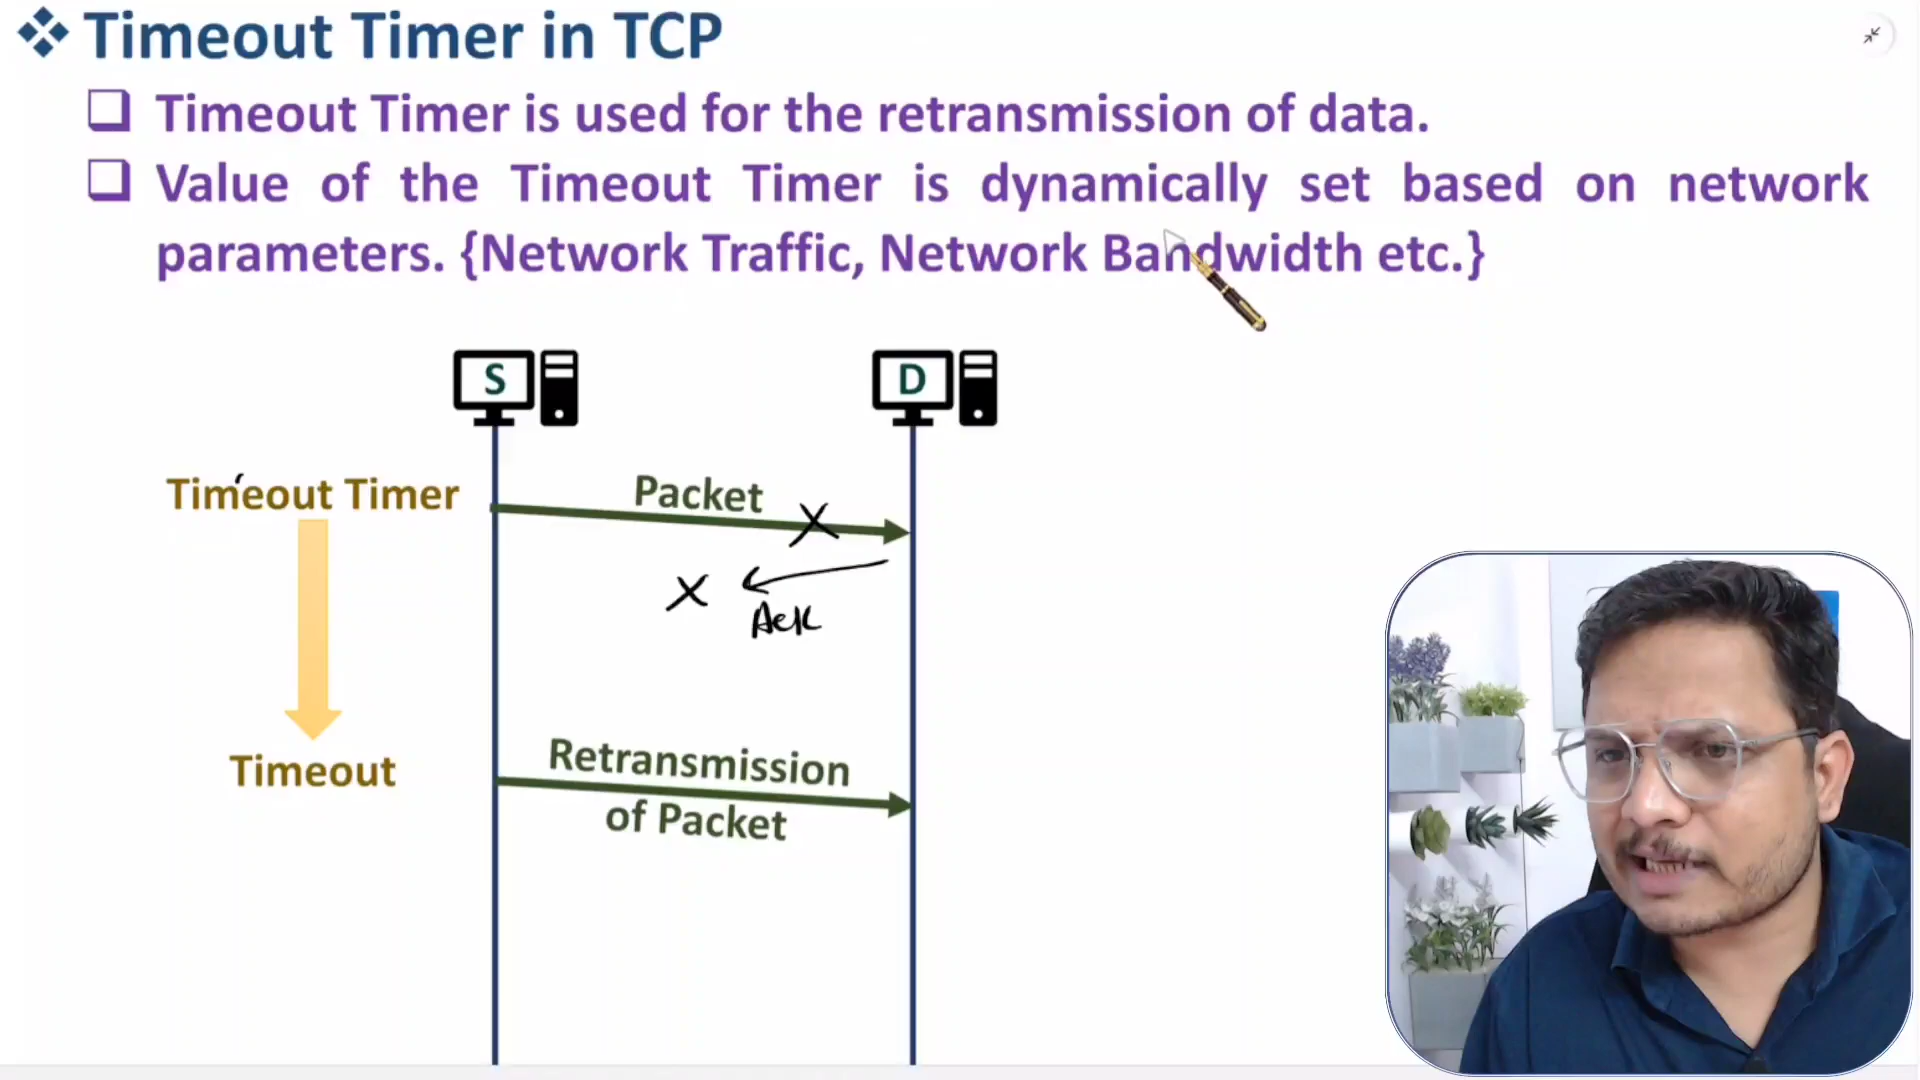 Timeout Timer in TCP
Timeout Timer is used for the retransmission of data.
Value of the Timeout Timer is dynamically set based on network
parameters. {Network Traffic, Network Bandwidth etc.}
S
D
Timeout Timer
Packet
X
X
Ack
Timeout
Retransmission
of Packet